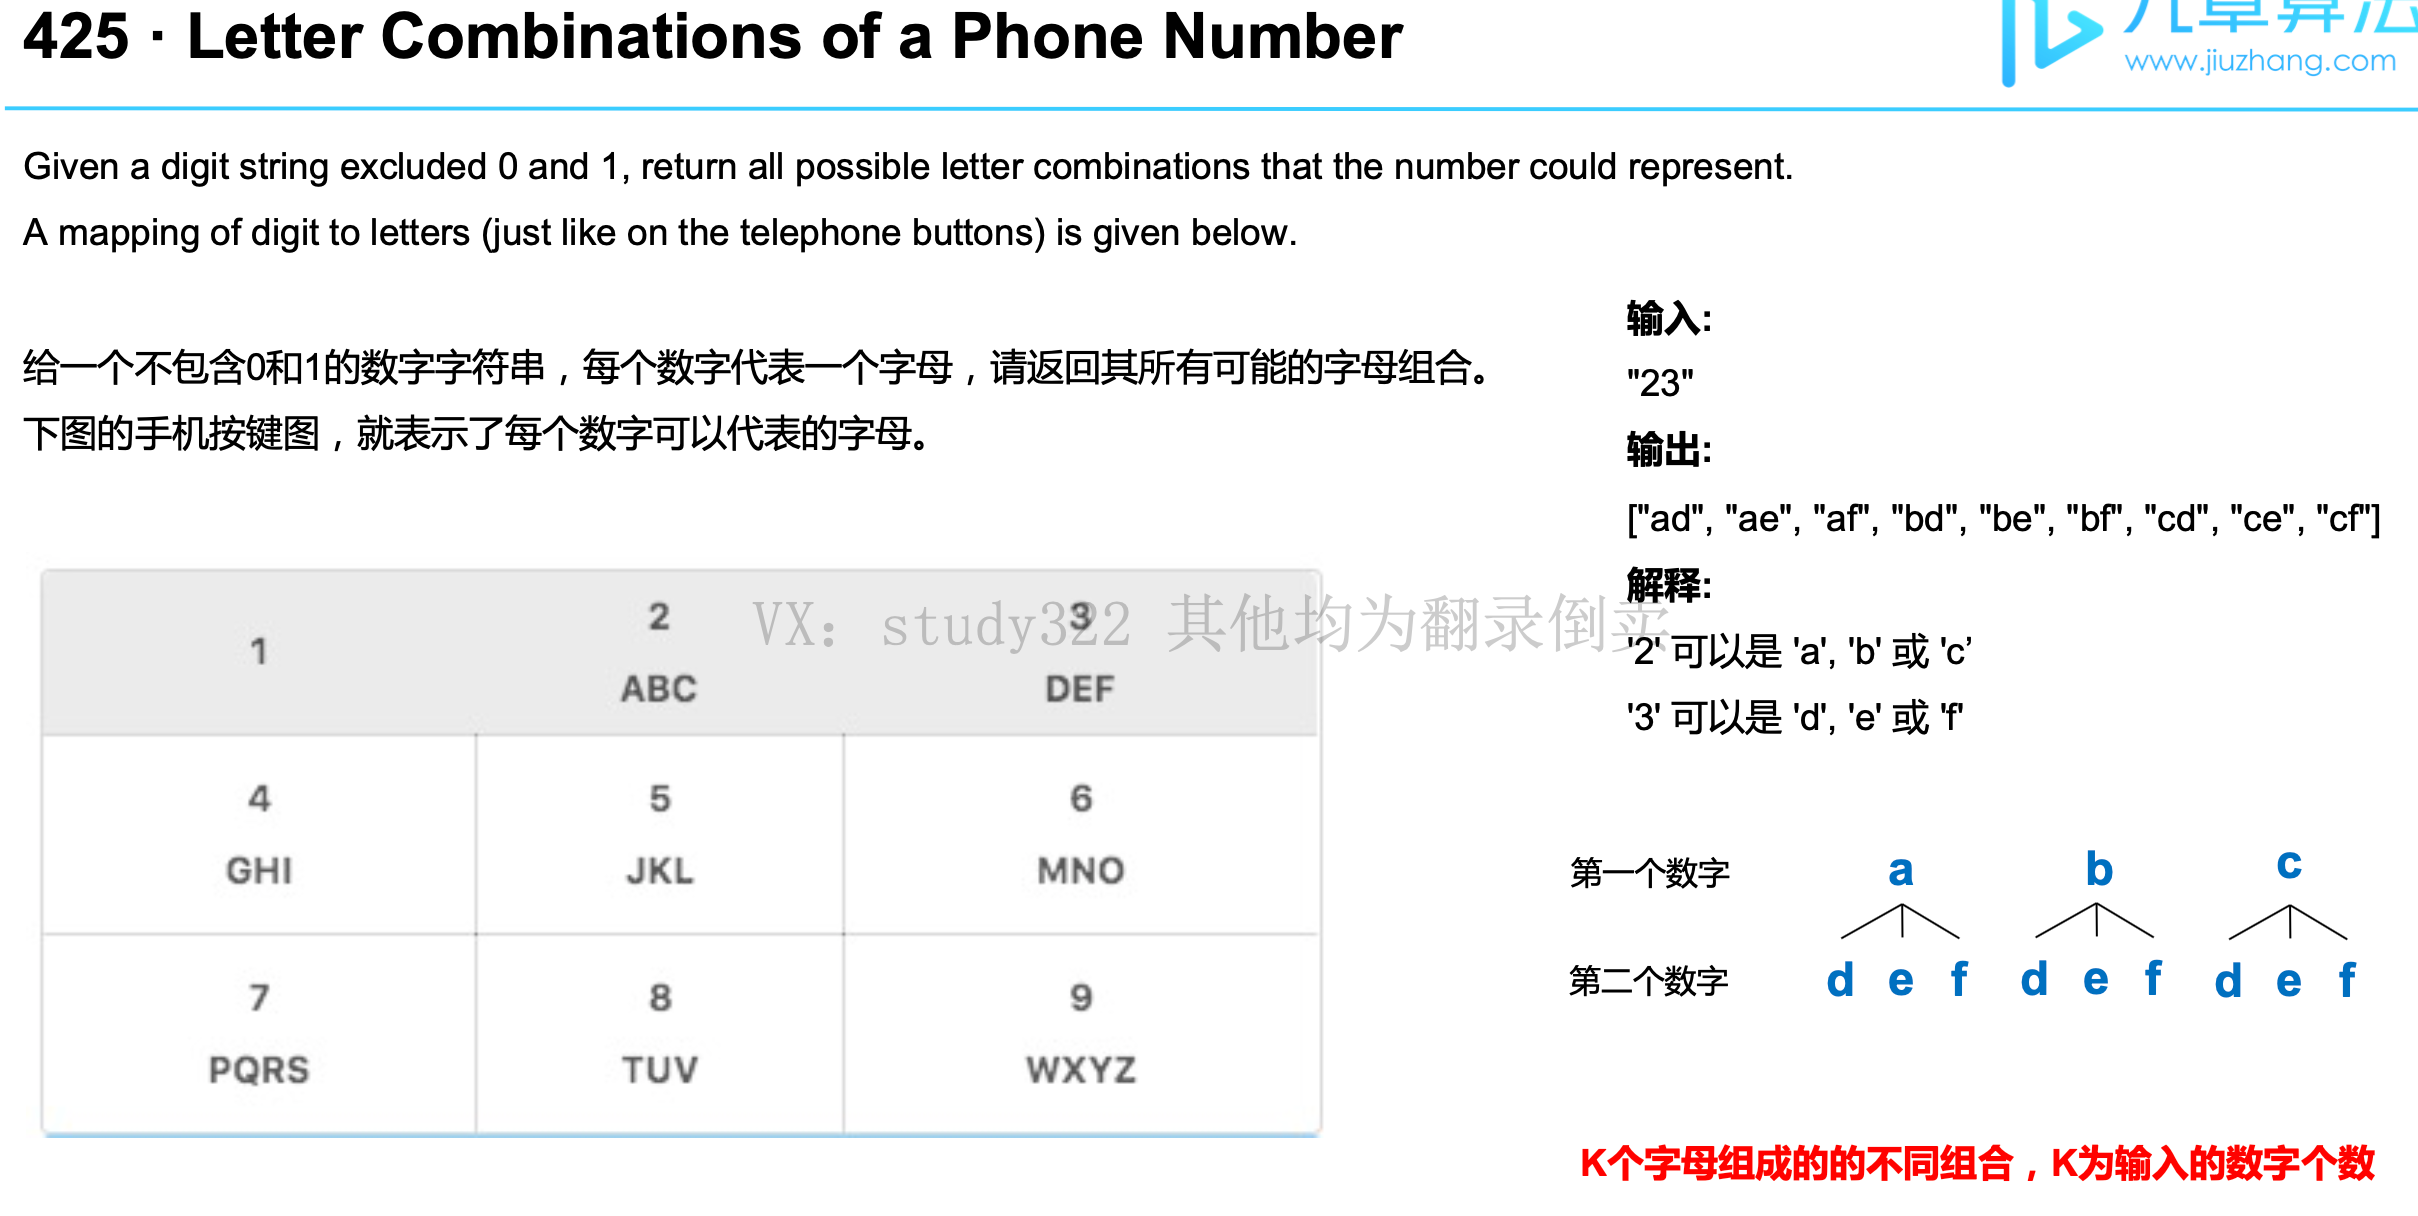 425 · Letter Combinations of a Phone Number
九章算法
www.jiuzhang.com
Given a digit string excluded 0 and 1, return all possible letter combinations that the number could represent.
A mapping of digit to letters (just like on the telephone buttons) is given below.
给一个不包含0和1的数字字符串，每个数字代表一个字母，请返回其所有可能的字母组合。
下图的手机按键图，就表示了每个数字可以代表的字母。
输入:
"23"
输出:
["ad", "ae", "af", "bd", "be", "bf", "cd", "ce", "cf"]
解释:
'2' 可以是 'a', 'b' 或 'c’
'3' 可以是 'd', 'e' 或 'f'
VX: study322 其他均为翻录倒卖
1 2 3
ABC DEF
4 5 6
GHI JKL MNO
7 8 9
PQRS TUV WXYZ
第一个数字 a b c
第二个数字 d e f d e f d e f
K个字母组成的的不同组合，K为输入的数字个数